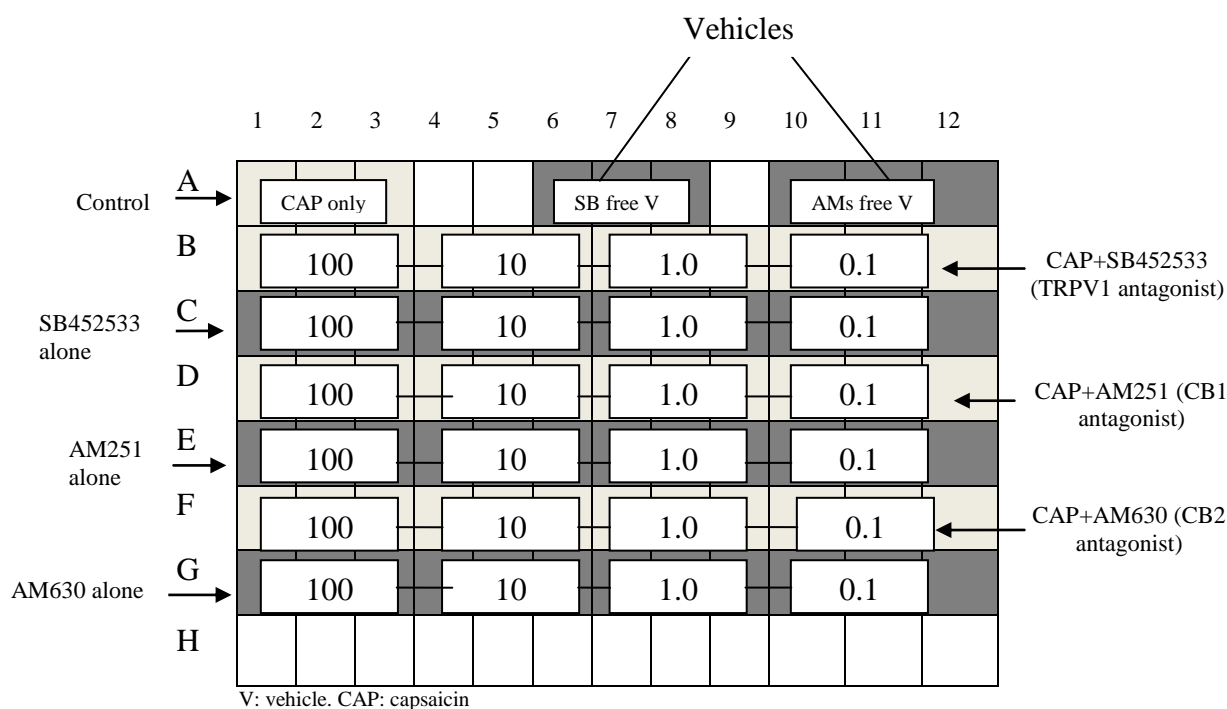 Vehicles
1 2 3 4 5 6 7 8 9 10 11 12
Control
A
CAP only
SB free V
AMs free V
B
100
10
1.0
0.1
CAP+SB452533
(TRPV1 antagonist)
SB452533
alone
C
100
10
1.0
0.1
D
100
10
1.0
0.1
CAP+AM251 (CB1
antagonist)
AM251
alone
E
100
10
1.0
0.1
F
100
10
1.0
0.1
CAP+AM630 (CB2
antagonist)
AM630 alone
G
100
10
1.0
0.1
H
V: vehicle. CAP: capsaicin